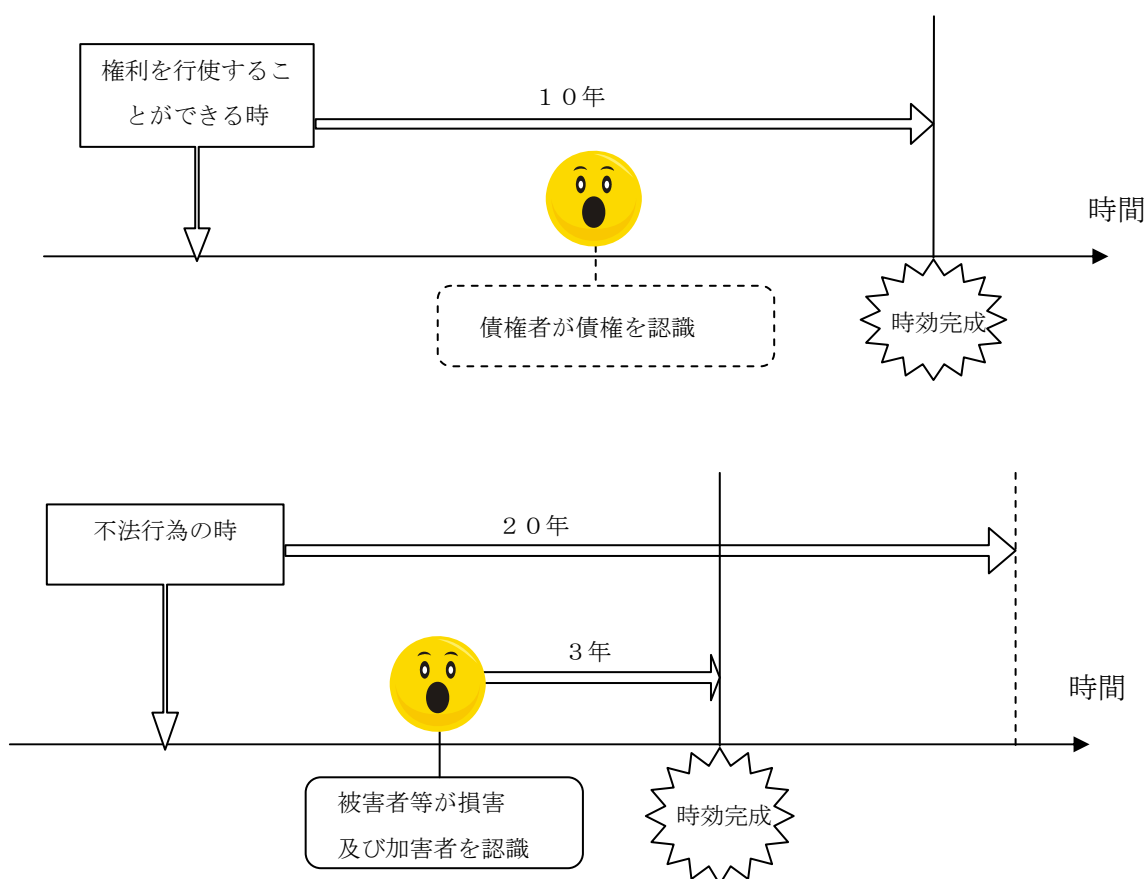 権利を行使するこ
とができる時
１０年
時間
債権者が債権を認識
時効完成
不法行為の時
２０年
３年
時間
被害者等が損害
及び加害者を認識
時効完成